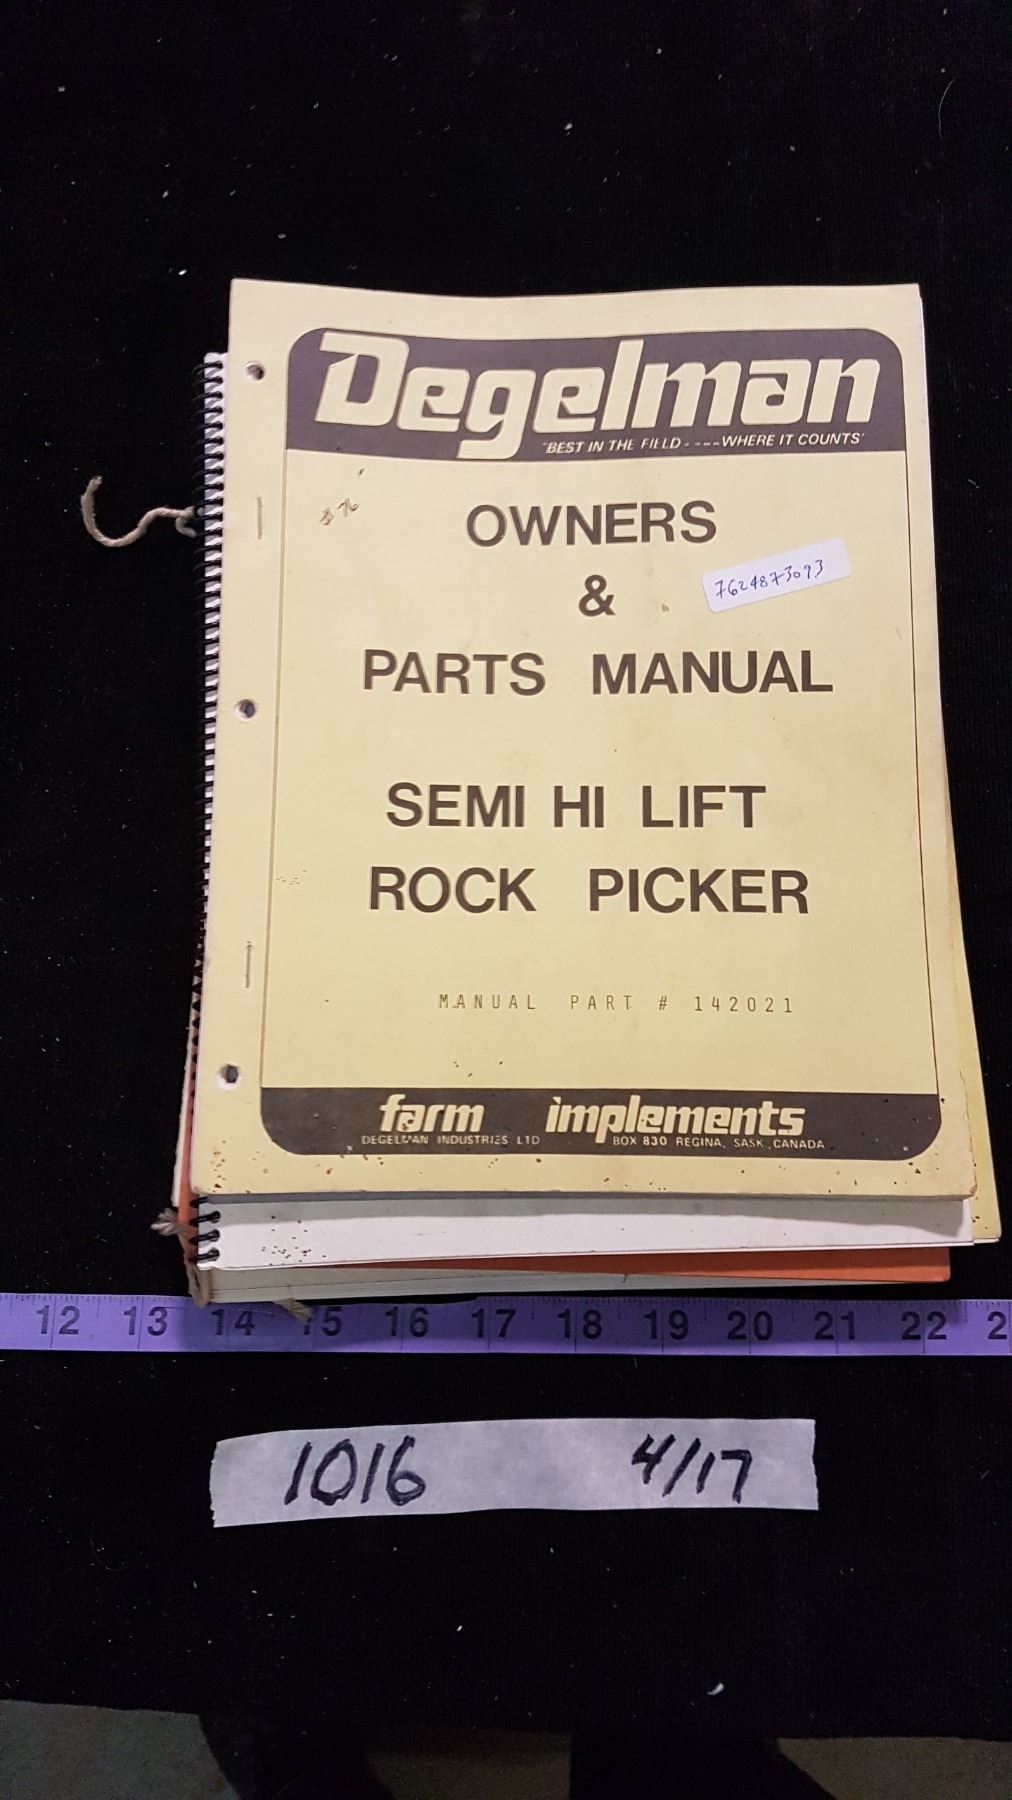 Degelman
"BEST IN THE FIELD ---- WHERE IT COUNTS"
#76
OWNERS
&
7624873093
PARTS MANUAL
SEMI HI LIFT
ROCK PICKER
MANUAL PART # 142021
farm implements
DEGELMAN INDUSTRIES LTD BOX 830 REGINA, SASK., CANADA
12 13 14 15 16 17 18 19 20 21 22 2
1016 4/17